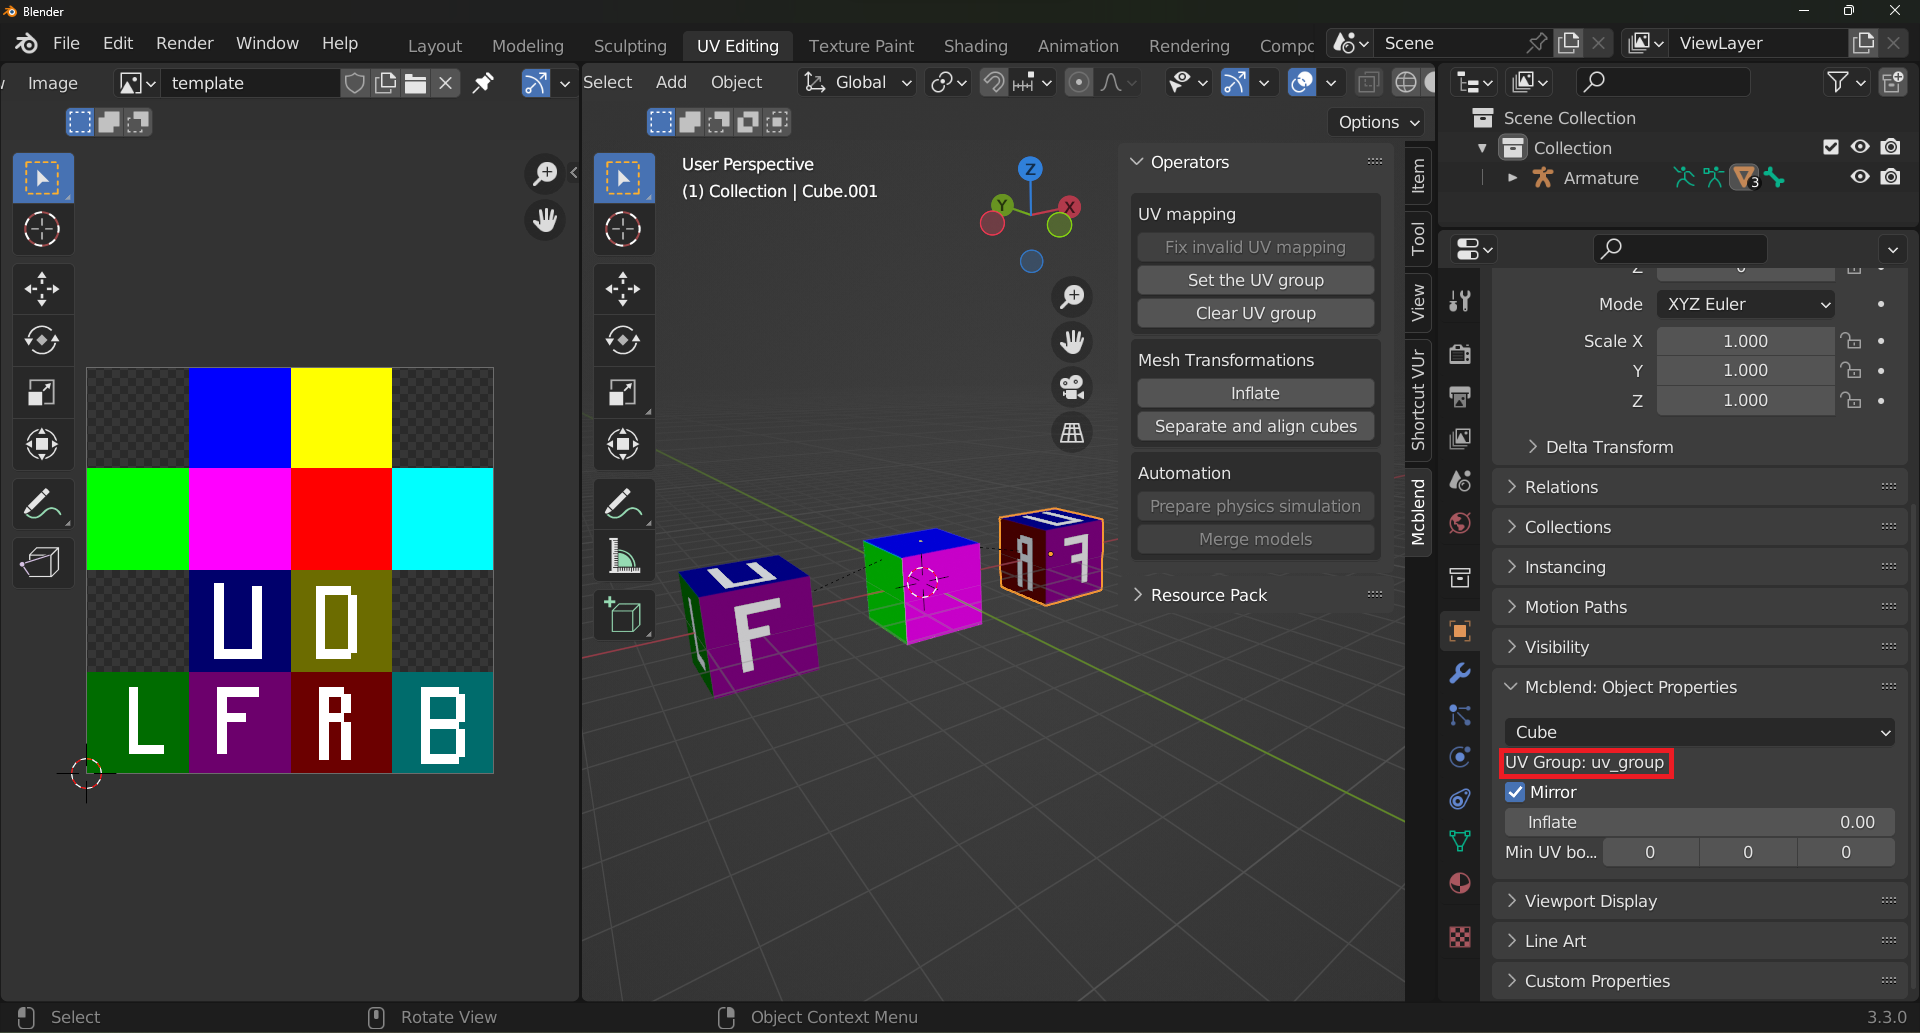 Blender
File Edit Render Window Help
Layout Modeling Sculpting UV Editing Texture Paint Shading Animation Rendering Compc
Scene
ViewLayer
Image
template
Select Add Object
Global
Options
User Perspective
(1) Collection | Cube.001
Z
Y
X
Operators
UV mapping
Fix invalid UV mapping
Set the UV group
Clear UV group
Mesh Transformations
Inflate
Separate and align cubes
Automation
Prepare physics simulation
Merge models
Resource Pack
Item
Tool
View
Shortcut VUr
Mcblend
U D
L F R B
U
L
F
U
R
F
Scene Collection
Collection
Armature
3
Z 0
Mode XYZ Euler
Scale X 1.000
Y 1.000
Z 1.000
Delta Transform
Relations
Collections
Instancing
Motion Paths
Visibility
Mcblend: Object Properties
Cube
UV Group: uv_group
Mirror
Inflate 0.00
Min UV bo... 0 0 0
Viewport Display
Line Art
Custom Properties
Select
Rotate View
Object Context Menu
3.3.0